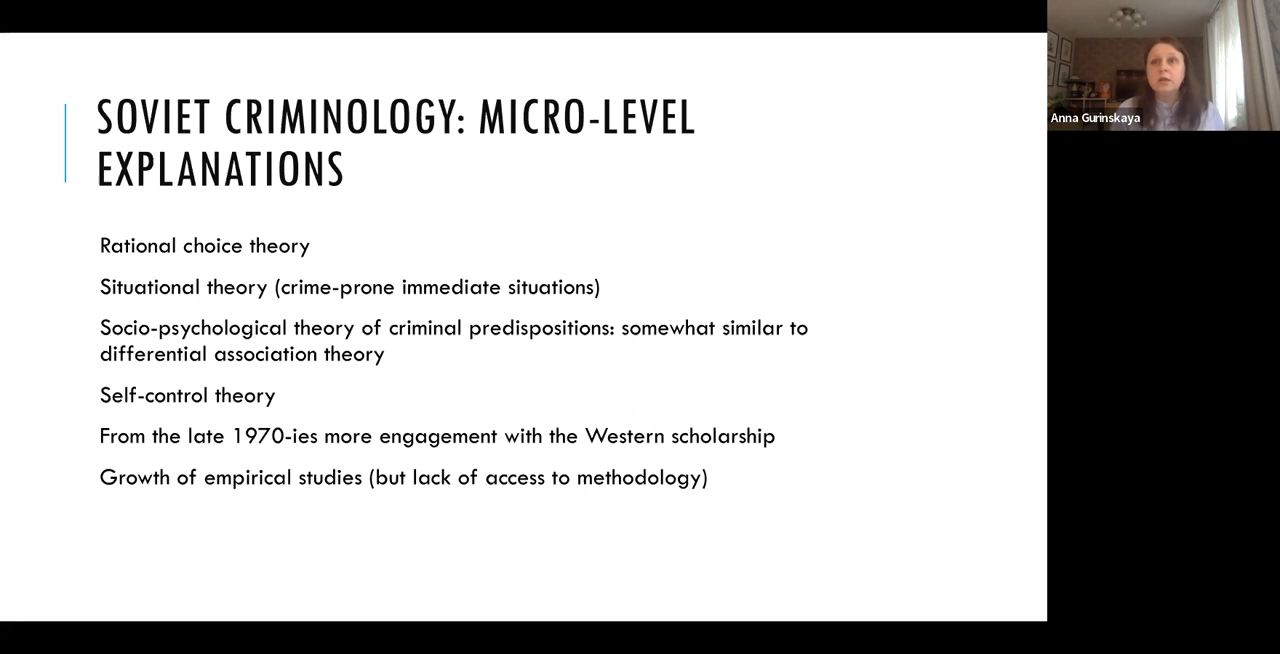 SOVIET CRIMINOLOGY: MICRO-LEVEL
EXPLANATIONS
Rational choice theory
Situational theory (crime-prone immediate situations)
Socio-psychological theory of criminal predispositions: somewhat similar to
differential association theory
Self-control theory
From the late 1970-ies more engagement with the Western scholarship
Growth of empirical studies (but lack of access to methodology)
Anna Gurinskaya